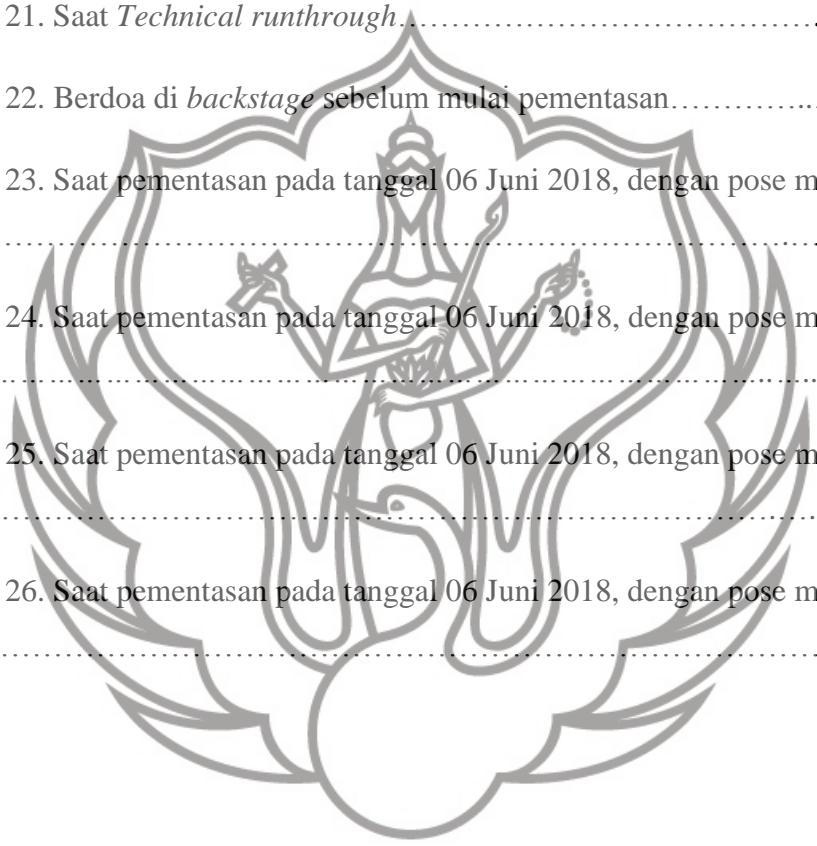 21. Saat Technical runthrough……………………………………………….
22. Berdoa di backstage sebelum mulai pementasan…………...
23. Saat pementasan pada tanggal 06 Juni 2018, dengan pose m
………………………………………………………………………………
24. Saat pementasan pada tanggal 06 Juni 2018, dengan pose m
………………………………………………………………………………
25. Saat pementasan pada tanggal 06 Juni 2018, dengan pose m
………………………………………………………………………………
26. Saat pementasan pada tanggal 06 Juni 2018, dengan pose m
………………………………………………………………………………